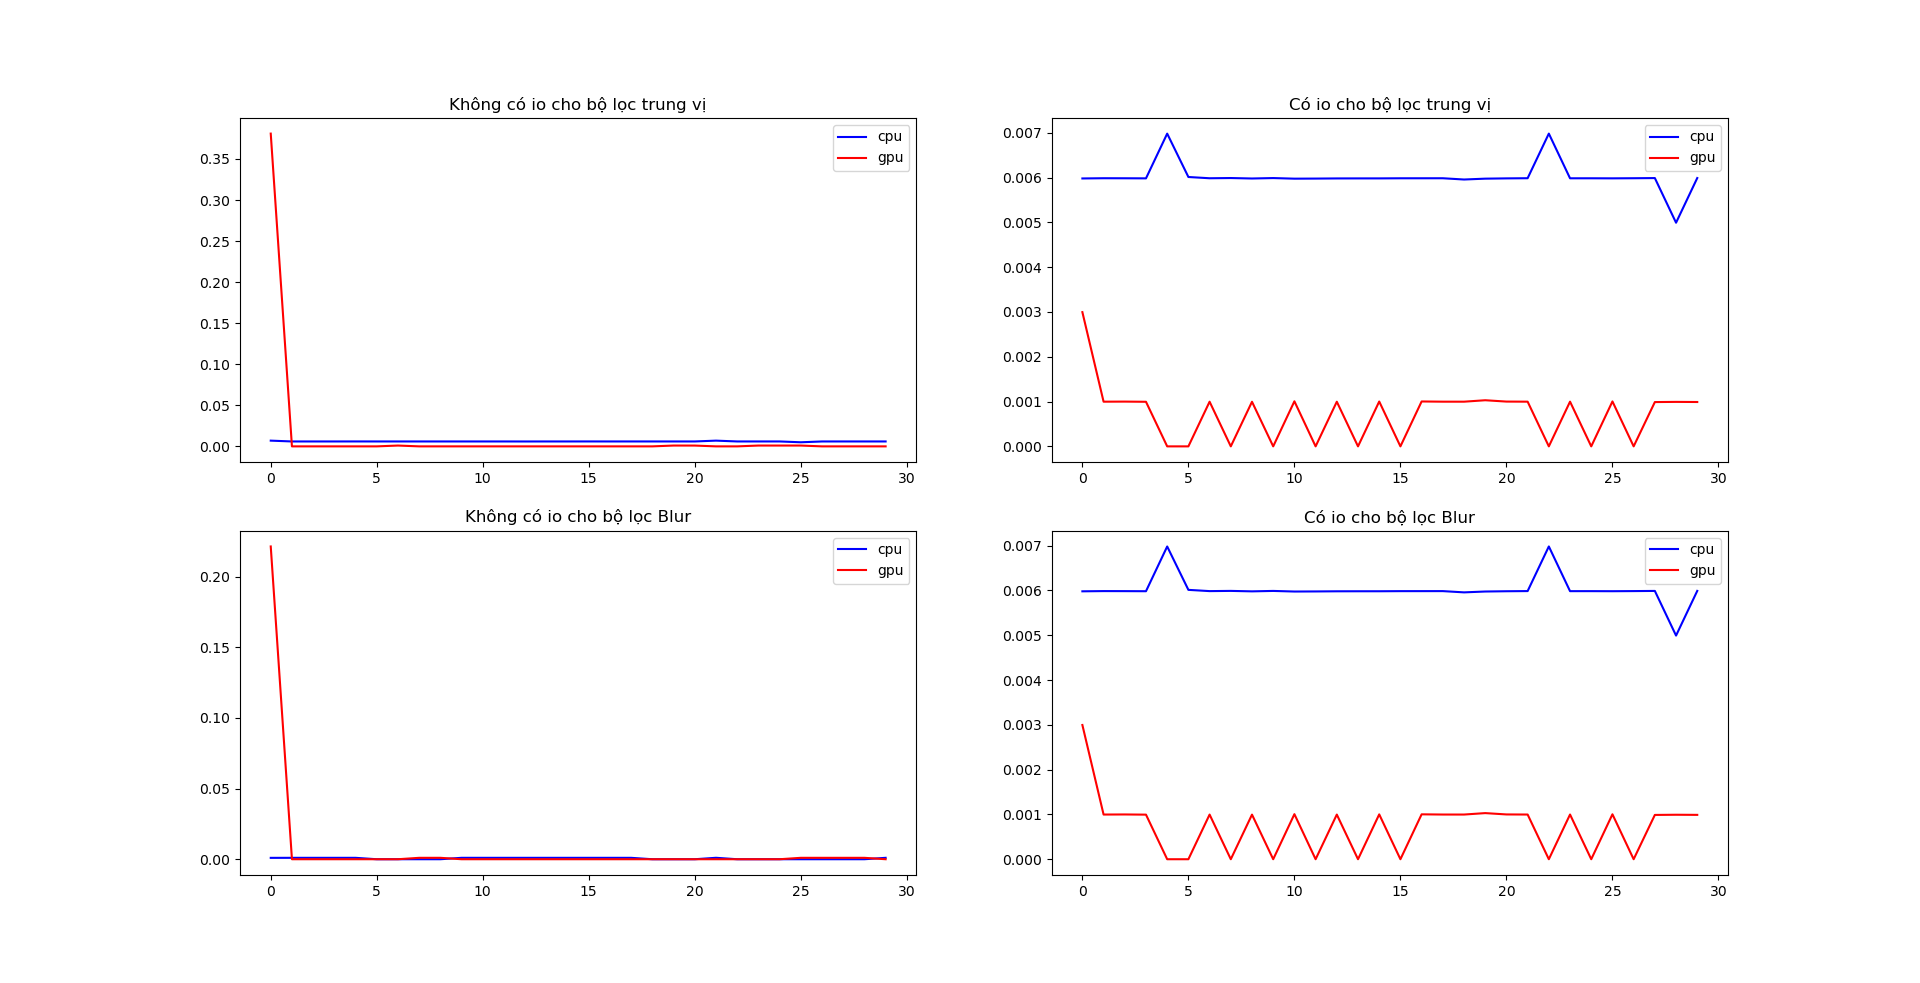 Không có io cho bộ lọc trung vị
cpu
gpu
0.35
0.30
0.25
0.20
0.15
0.10
0.05
0.00
0 5 10 15 20 25 30
Có io cho bộ lọc trung vị
cpu
gpu
0.007
0.006
0.005
0.004
0.003
0.002
0.001
0.000
0 5 10 15 20 25 30
Không có io cho bộ lọc Blur
cpu
gpu
0.20
0.15
0.10
0.05
0.00
0 5 10 15 20 25 30
Có io cho bộ lọc Blur
cpu
gpu
0.007
0.006
0.005
0.004
0.003
0.002
0.001
0.000
0 5 10 15 20 25 30